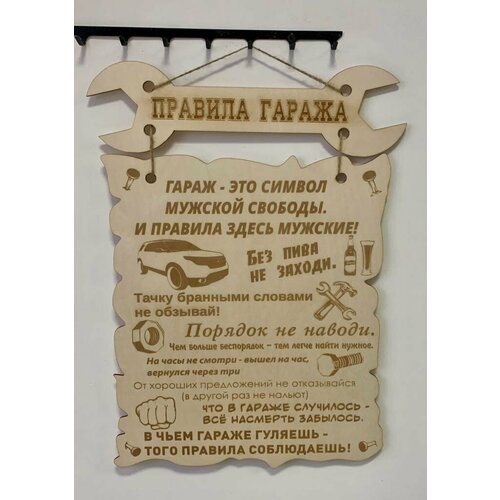 ПРАВИЛА ГАРАЖА
ГАРАЖ - ЭТО СИМВОЛ
МУЖСКОЙ СВОБОДЫ.
И ПРАВИЛА ЗДЕСЬ МУЖСКИЕ!
БЕЗ ПИВА
НЕ ЗАХОДИ.
Тачку бранными словами
не обзывай!
Порядок не наводи.
Чем больше беспорядок – тем легче найти нужное.
На часы не смотри - вышел на час,
вернулся через три
От хороших предложений не отказывайся
(в другой раз не нальют)
ЧТО В ГАРАЖЕ СЛУЧИЛОСЬ -
ВСЁ НАСМЕРТЬ ЗАБЫЛОСЬ.
В ЧЬЕМ ГАРАЖЕ ГУЛЯЕШЬ -
ТОГО ПРАВИЛА СОБЛЮДАЕШЬ!